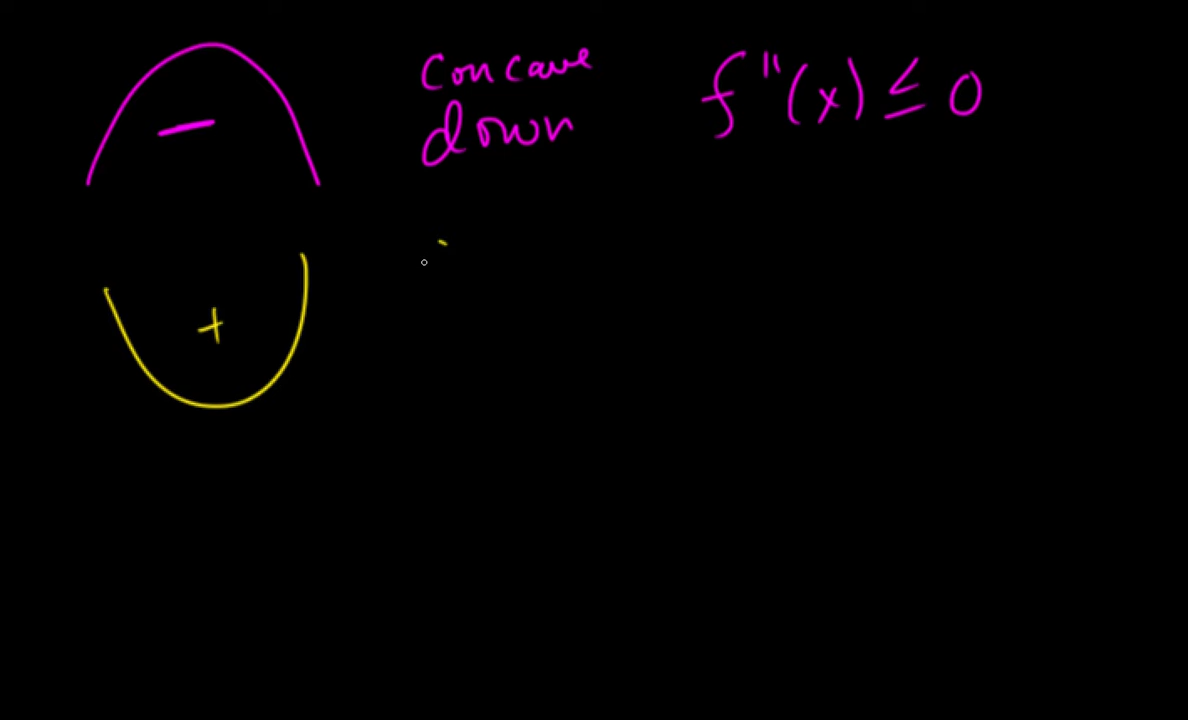 −
concave
down
f"(x) ≤ 0
+